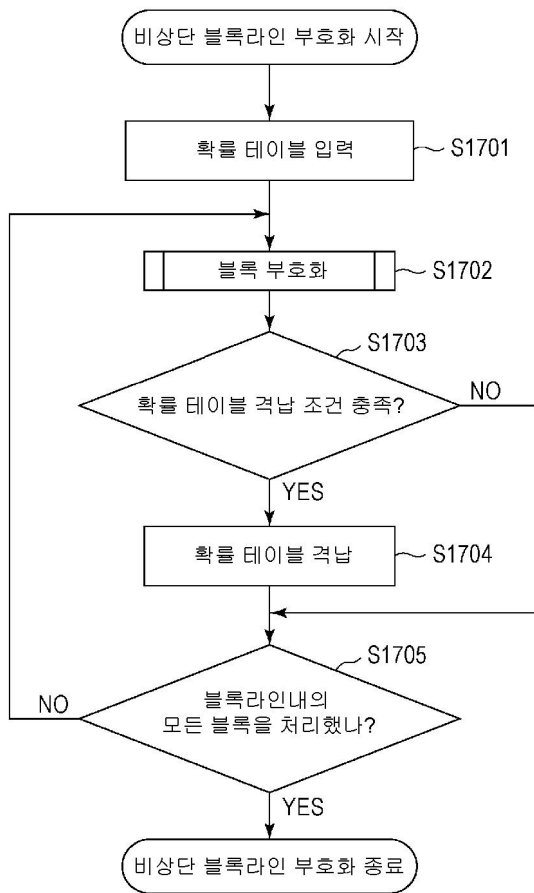 비상단 블록라인 부호화 시작
확률 테이블 입력
S1701
블록 부호화
S1702
S1703
확률 테이블 격납 조건 충족?
NO
YES
확률 테이블 격납
S1704
S1705
NO
블록라인내의
모든 블록을 처리했나?
YES
비상단 블록라인 부호화 종료